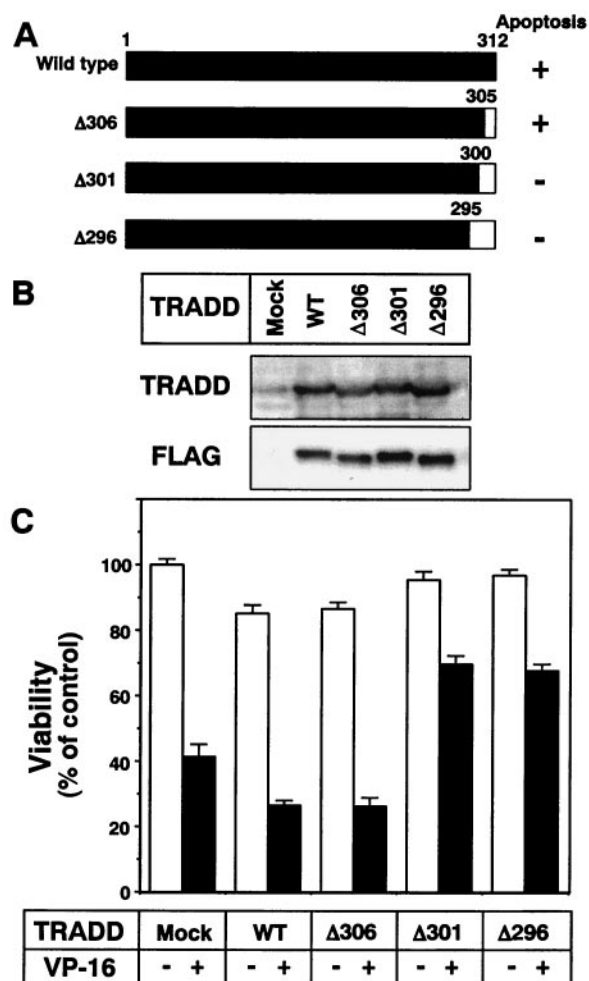 A
Apoptosis
1
312
Wild type
+
305
Δ306
+
300
Δ301
-
295
Δ296
-
B
TRADD
Mock
WT
Δ306
Δ301
Δ296
TRADD
FLAG
C
Viability
(% of control)
100
80
60
40
20
0
TRADD Mock WT Δ306 Δ301 Δ296
VP-16 - + - + - + - + - +